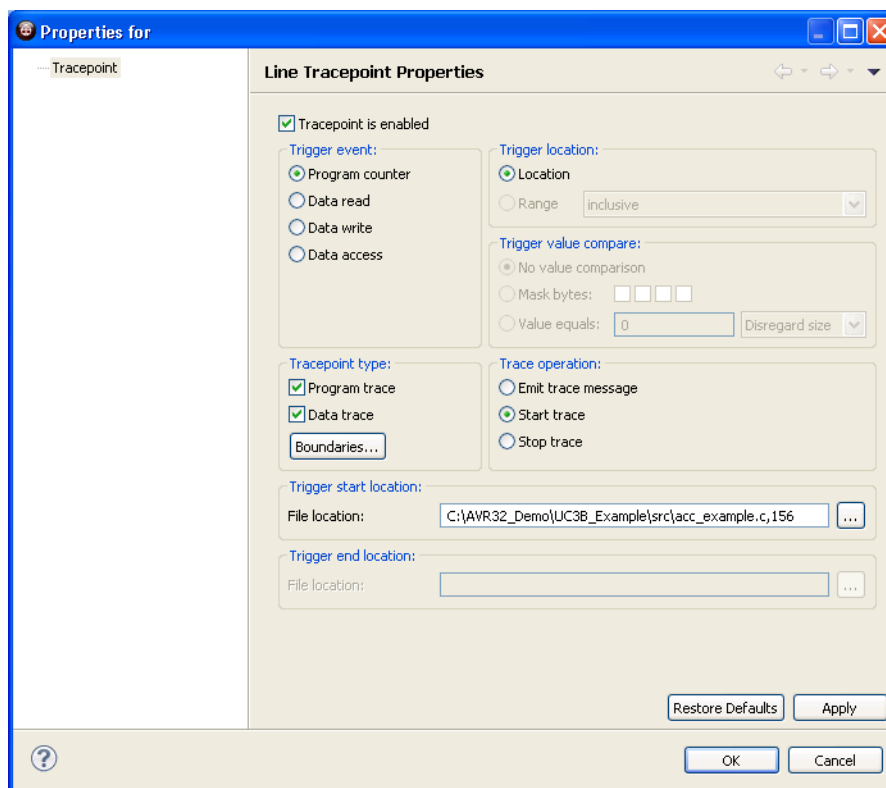 Properties for
Tracepoint
Line Tracepoint Properties
Tracepoint is enabled
Trigger event:
Program counter
Data read
Data write
Data access
Trigger location:
Location
Range inclusive
Trigger value compare:
No value comparison
Mask bytes:
Value equals: 0 Disregard size
Tracepoint type:
Program trace
Data trace
Boundaries...
Trace operation:
Emit trace message
Start trace
Stop trace
Trigger start location:
File location: C:\AVR32_Demo\UC3B_Example\src\acc_example.c,156 ...
Trigger end location:
File location: ...
Restore Defaults Apply
? OK Cancel